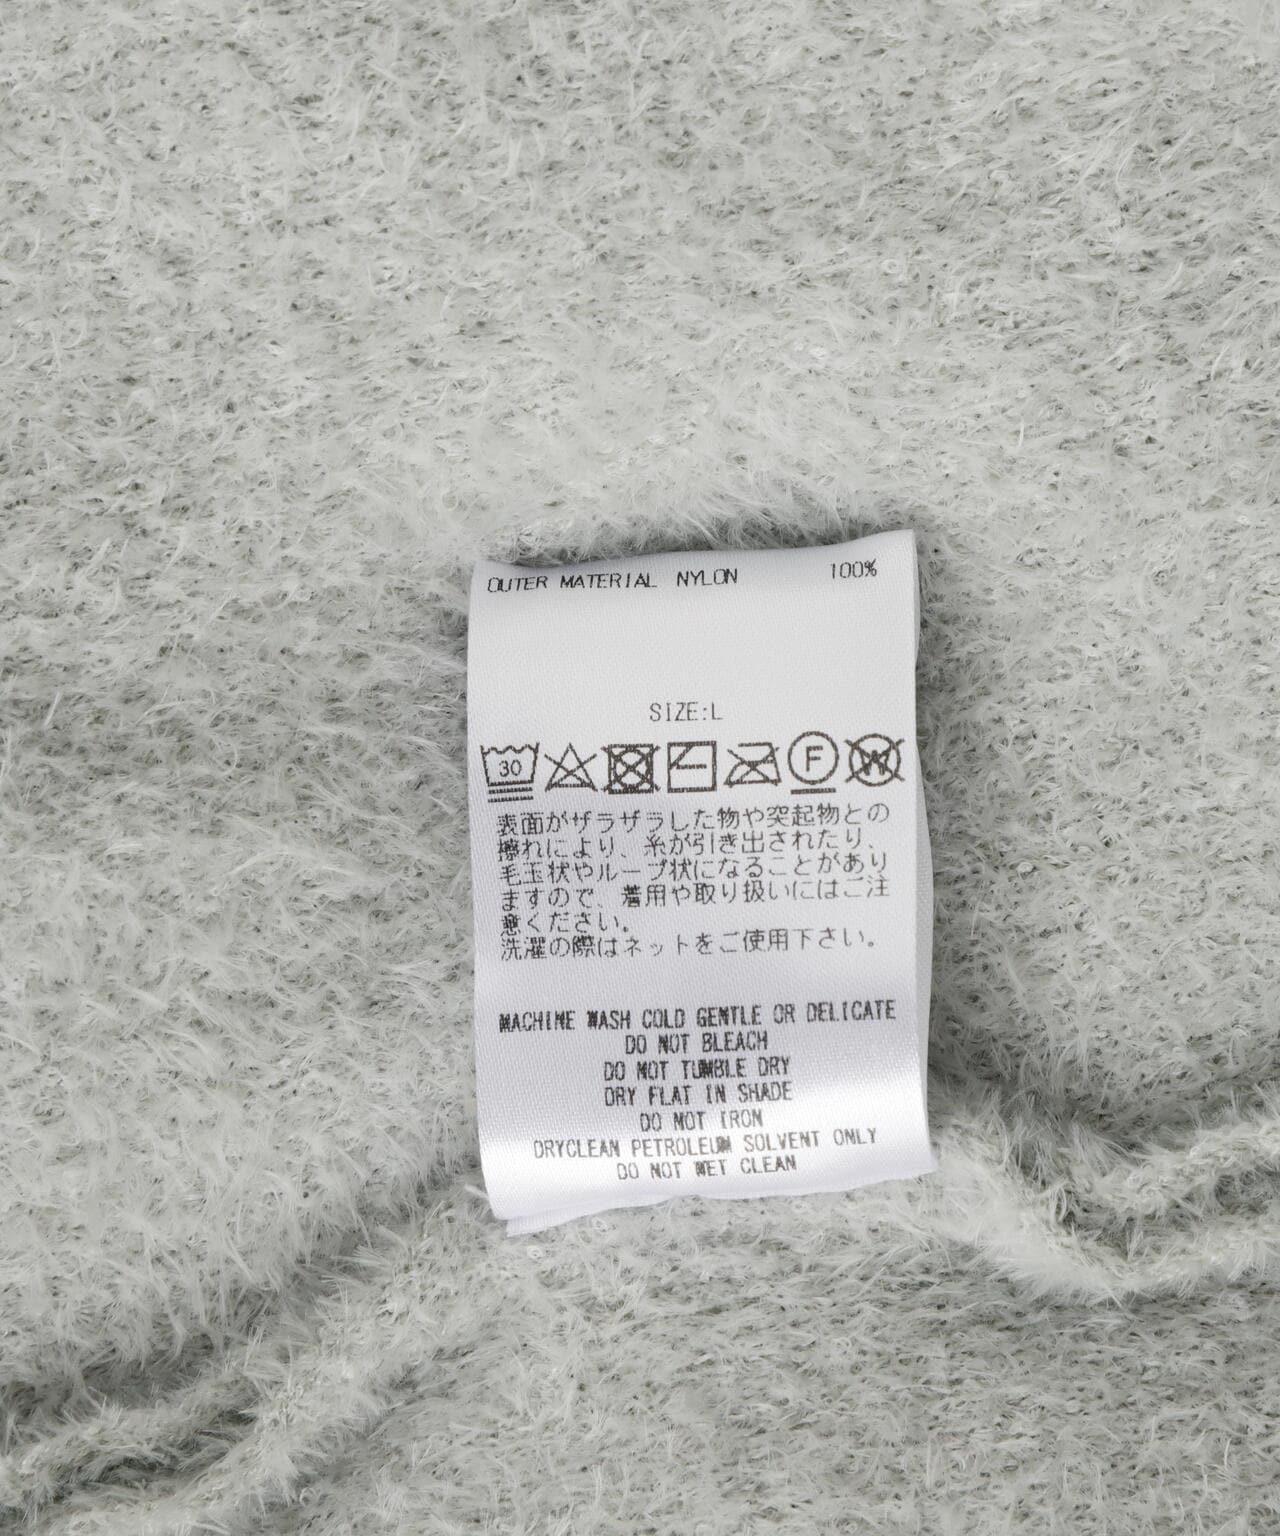 OUTER MATERIAL NYLON 100%
SIZE:L
30 F W
表面がザラザラした物や突起物との
擦れにより、糸が引き出されたり、
毛玉状やループ状になることがあり
ますので、着用や取り扱いにはご注
意ください。
洗濯の際はネットをご使用下さい。
MACHINE WASH COLD GENTLE OR DELICATE
DO NOT BLEACH
DO NOT TUMBLE DRY
DRY FLAT IN SHADE
DO NOT IRON
DRYCLEAN PETROLEUM SOLVENT ONLY
DO NOT WET CLEAN